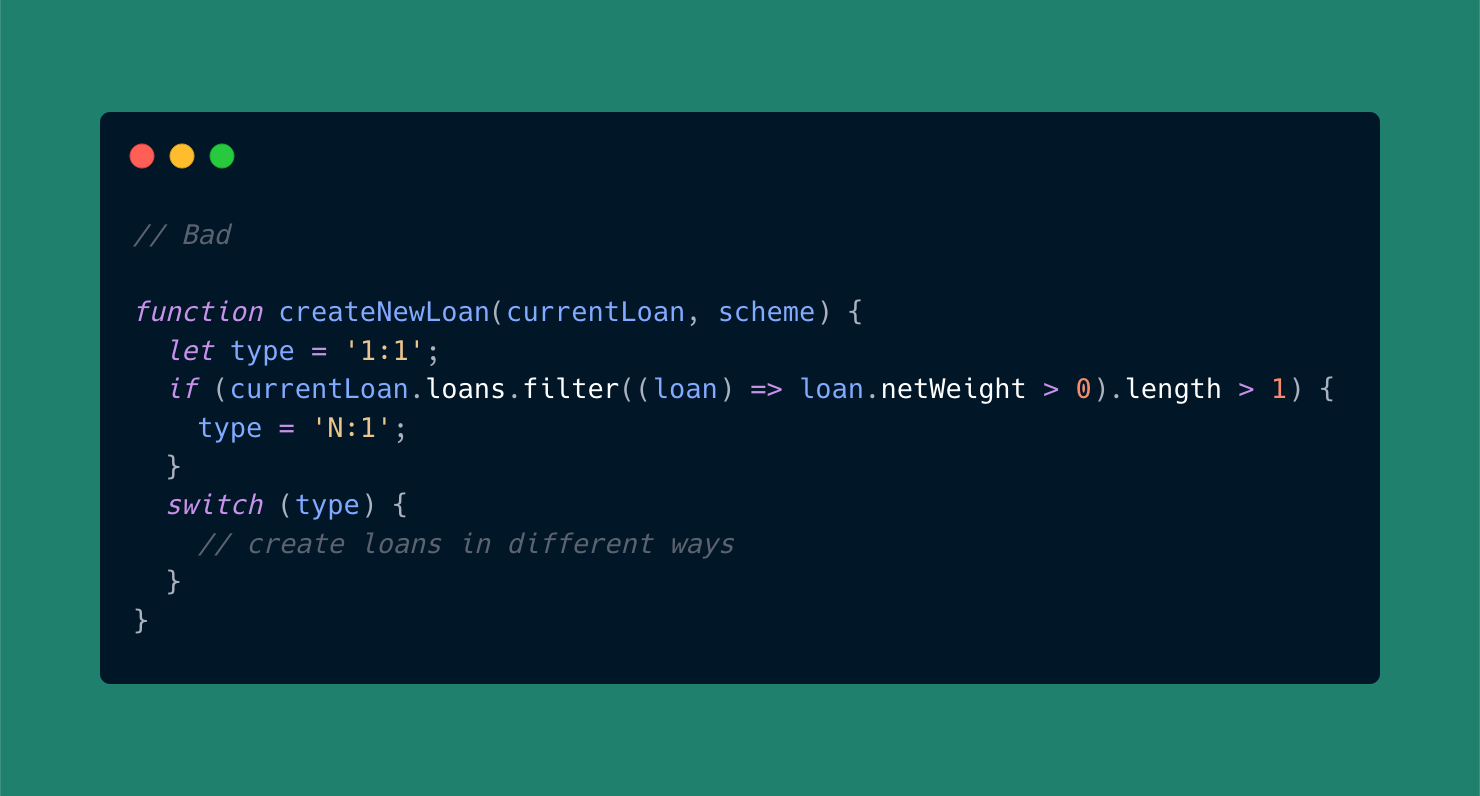 // Bad
function createNewLoan(currentLoan, scheme) {
  let type = '1:1';
  if (currentLoan.loans.filter((loan) => loan.netWeight > 0).length > 1) {
    type = 'N:1';
  }
  switch (type) {
    // create loans in different ways
  }
}